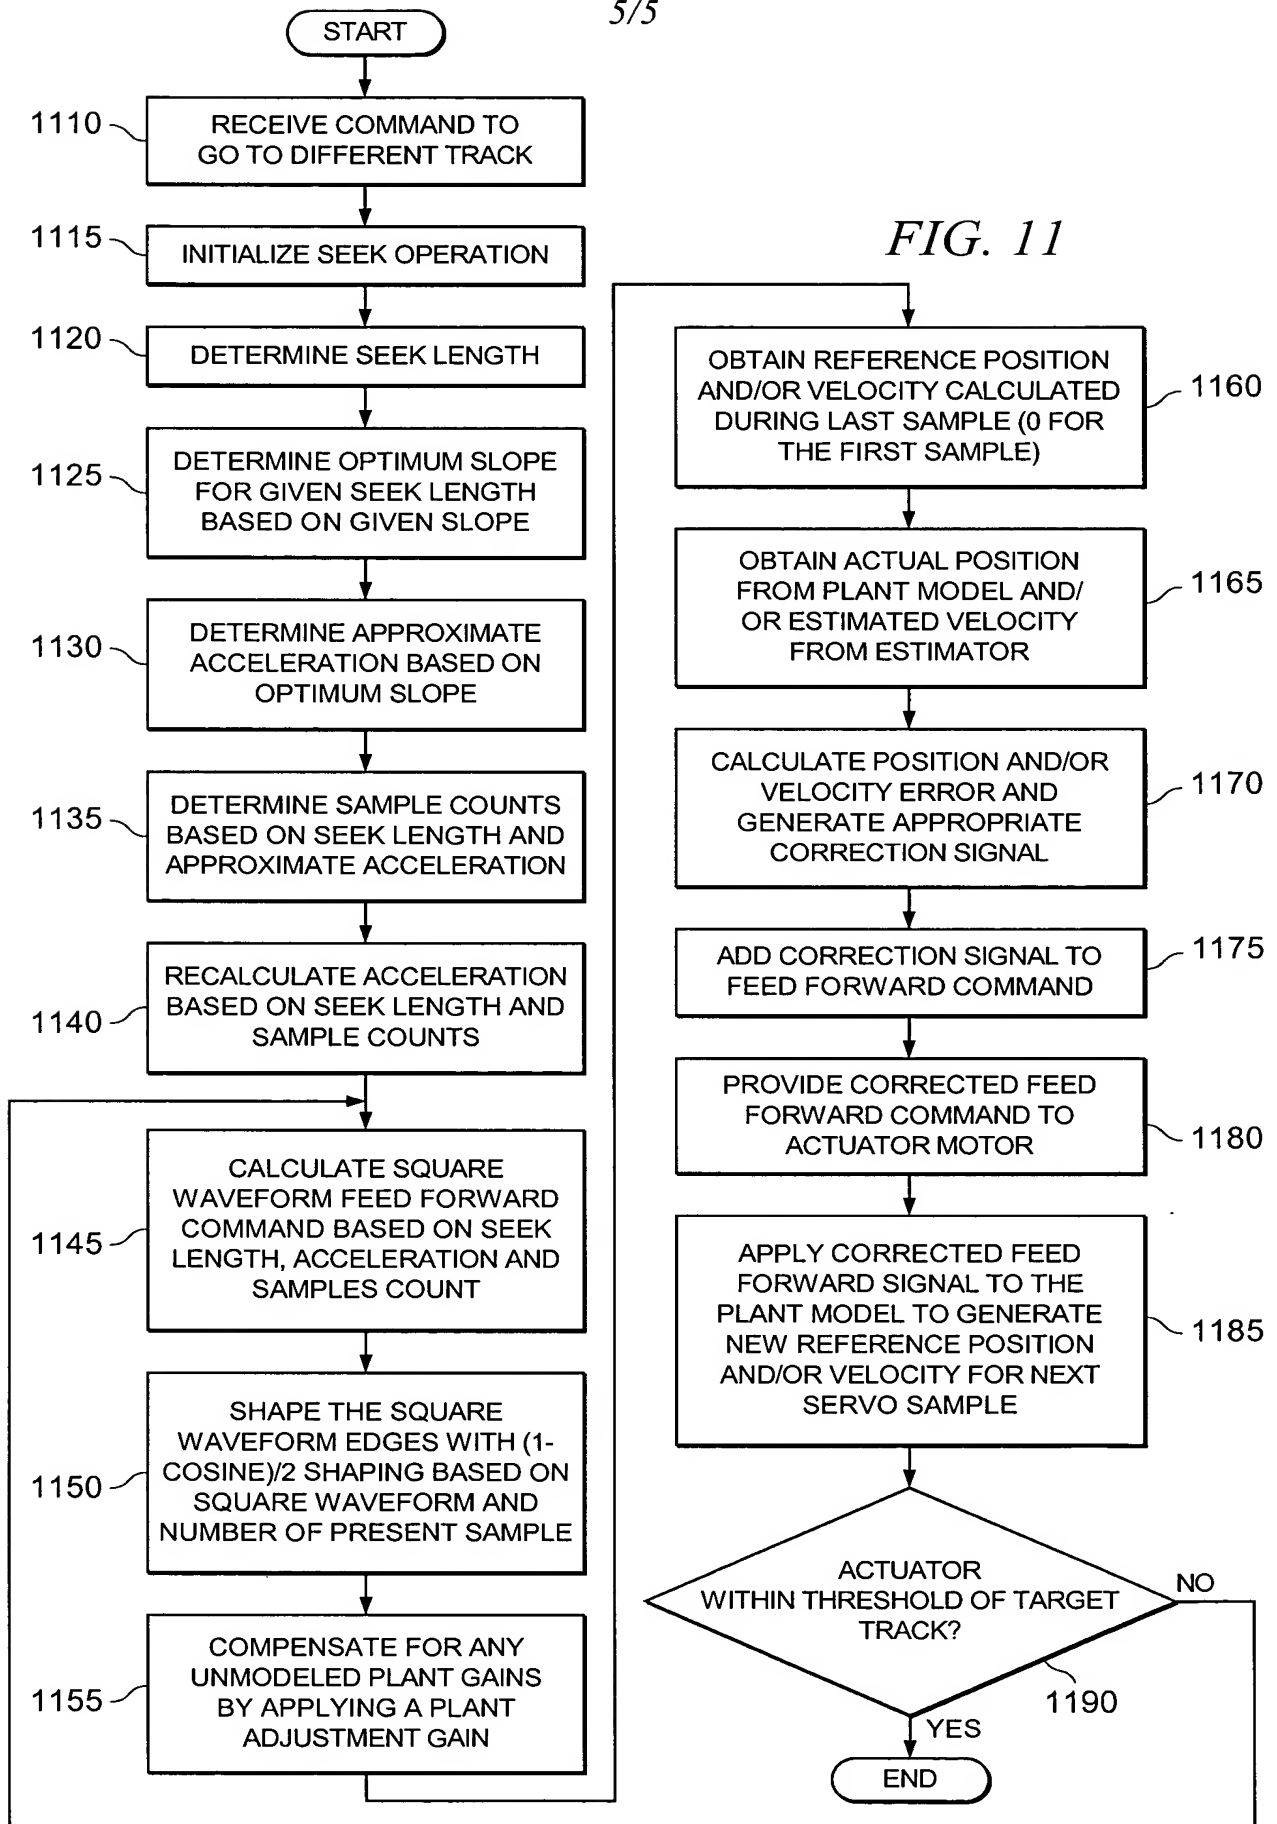 5/5
START
1110
RECEIVE COMMAND TO
GO TO DIFFERENT TRACK
1115
INITIALIZE SEEK OPERATION
1120
DETERMINE SEEK LENGTH
1125
DETERMINE OPTIMUM SLOPE
FOR GIVEN SEEK LENGTH
BASED ON GIVEN SLOPE
1130
DETERMINE APPROXIMATE
ACCELERATION BASED ON
OPTIMUM SLOPE
1135
DETERMINE SAMPLE COUNTS
BASED ON SEEK LENGTH AND
APPROXIMATE ACCELERATION
1140
RECALCULATE ACCELERATION
BASED ON SEEK LENGTH AND
SAMPLE COUNTS
1145
CALCULATE SQUARE
WAVEFORM FEED FORWARD
COMMAND BASED ON SEEK
LENGTH, ACCELERATION AND
SAMPLES COUNT
1150
SHAPE THE SQUARE
WAVEFORM EDGES WITH (1-
COSINE)/2 SHAPING BASED ON
SQUARE WAVEFORM AND
NUMBER OF PRESENT SAMPLE
1155
COMPENSATE FOR ANY
UNMODELED PLANT GAINS
BY APPLYING A PLANT
ADJUSTMENT GAIN
FIG. 11
OBTAIN REFERENCE POSITION
AND/OR VELOCITY CALCULATED
DURING LAST SAMPLE (0 FOR
THE FIRST SAMPLE)
1160
OBTAIN ACTUAL POSITION
FROM PLANT MODEL AND/
OR ESTIMATED VELOCITY
FROM ESTIMATOR
1165
CALCULATE POSITION AND/OR
VELOCITY ERROR AND
GENERATE APPROPRIATE
CORRECTION SIGNAL
1170
ADD CORRECTION SIGNAL TO
FEED FORWARD COMMAND
1175
PROVIDE CORRECTED FEED
FORWARD COMMAND TO
ACTUATOR MOTOR
1180
APPLY CORRECTED FEED
FORWARD SIGNAL TO THE
PLANT MODEL TO GENERATE
NEW REFERENCE POSITION
AND/OR VELOCITY FOR NEXT
SERVO SAMPLE
1185
ACTUATOR
WITHIN THRESHOLD OF TARGET
TRACK?
NO
1190
YES
END